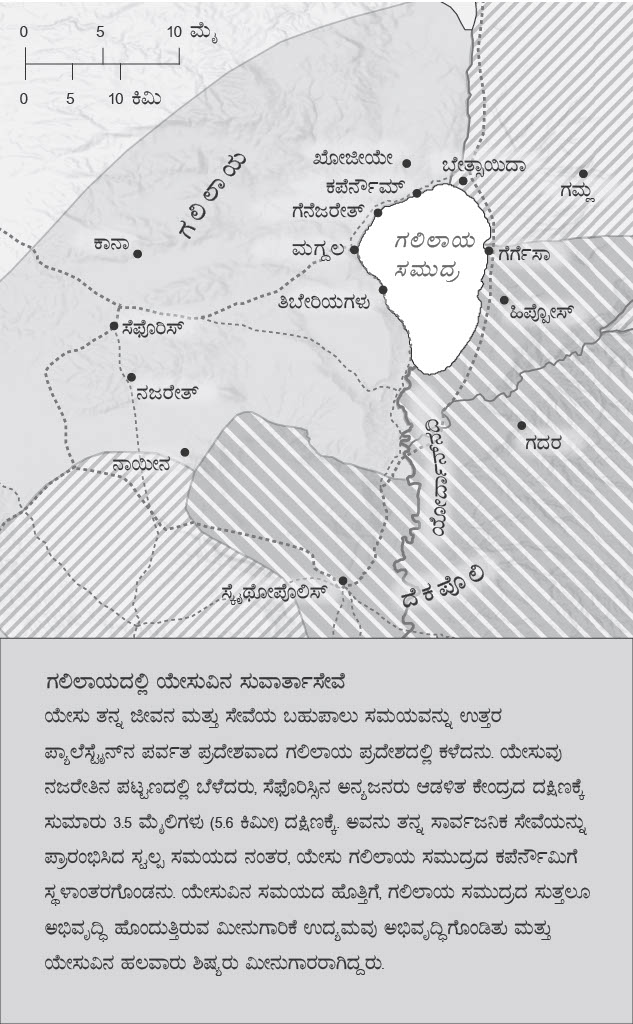 0 5 10 ಮೈ
0 5 10 ಕಿಮಿ
ಗಲಿಲಾಯ
ಖೋಜೀಯೇ
ಬೇತ್ಸಾಯಿದಾ
ಕಪೆರ್ನೌಮ್
ಗಮ್ಲ
ಗೆನೆಜರೇತ್
ಕಾನಾ
ಮಗ್ದಲ
ಗಲಿಲಾಯ
ಸಮುದ್ರ
ಗೆರ್ಗೆಸಾ
ತಿಬೇರಿಯಗಳು
ಹಿಪ್ಪೋಸ್
ಸೆಫೊರಿಸ್
ನಜರೇತ್
ಗದರ
ಯೋರ್ದಾನ್‌ನದಿ
ನಾಯೀನ
ಸ್ಕೈಥೋಪೊಲಿಸ್
ದೆಕಪೊಲಿ
ಗಲಿಲಾಯದಲ್ಲಿ ಯೇಸುವಿನ ಸುವಾರ್ತಾಸೇವೆ
ಯೇಸು ತನ್ನ ಜೀವನ ಮತ್ತು ಸೇವೆಯ ಬಹುಪಾಲು ಸಮಯವನ್ನು ಉತ್ತರ
ಪ್ಯಾಲೆಸ್ಟೈನ್‌ನ ಪರ್ವತ ಪ್ರದೇಶವಾದ ಗಲಿಲಾಯ ಪ್ರದೇಶದಲ್ಲಿ ಕಳೆದನು. ಯೇಸುವು
ನಜರೇತಿನ ಪಟ್ಟಣದಲ್ಲಿ ಬೆಳೆದರು, ಸೆಫೊರಿಸ್ಸಿನ ಅನ್ಯಜನರು ಆಡಳಿತ ಕೇಂದ್ರದ ದಕ್ಷಿಣಕ್ಕೆ
ಸುಮಾರು 3.5 ಮೈಲಿಗಳು (5.6 ಕಿಮೀ) ದಕ್ಷಿಣಕ್ಕೆ. ಅವನು ತನ್ನ ಸಾರ್ವಜನಿಕ ಸೇವೆಯನ್ನು
ಪ್ರಾರಂಭಿಸಿದ ಸ್ವಲ್ಪ ಸಮಯದ ನಂತರ, ಯೇಸು ಗಲಿಲಾಯ ಸಮುದ್ರದ ಕಪೆರ್ನೌಮಿಗೆ
ಸ್ಥಳಾಂತರಗೊಂಡನು. ಯೇಸುವಿನ ಸಮಯದ ಹೊತ್ತಿಗೆ, ಗಲಿಲಾಯ ಸಮುದ್ರದ ಸುತ್ತಲೂ
ಅಭಿವೃದ್ಧಿ ಹೊಂದುತ್ತಿರುವ ಮೀನುಗಾರಿಕೆ ಉದ್ಯಮವು ಅಭಿವೃದ್ಧಿಗೊಂಡಿತು ಮತ್ತು
ಯೇಸುವಿನ ಹಲವಾರು ಶಿಷ್ಯರು ಮೀನುಗಾರರಾಗಿದ್ದರು.